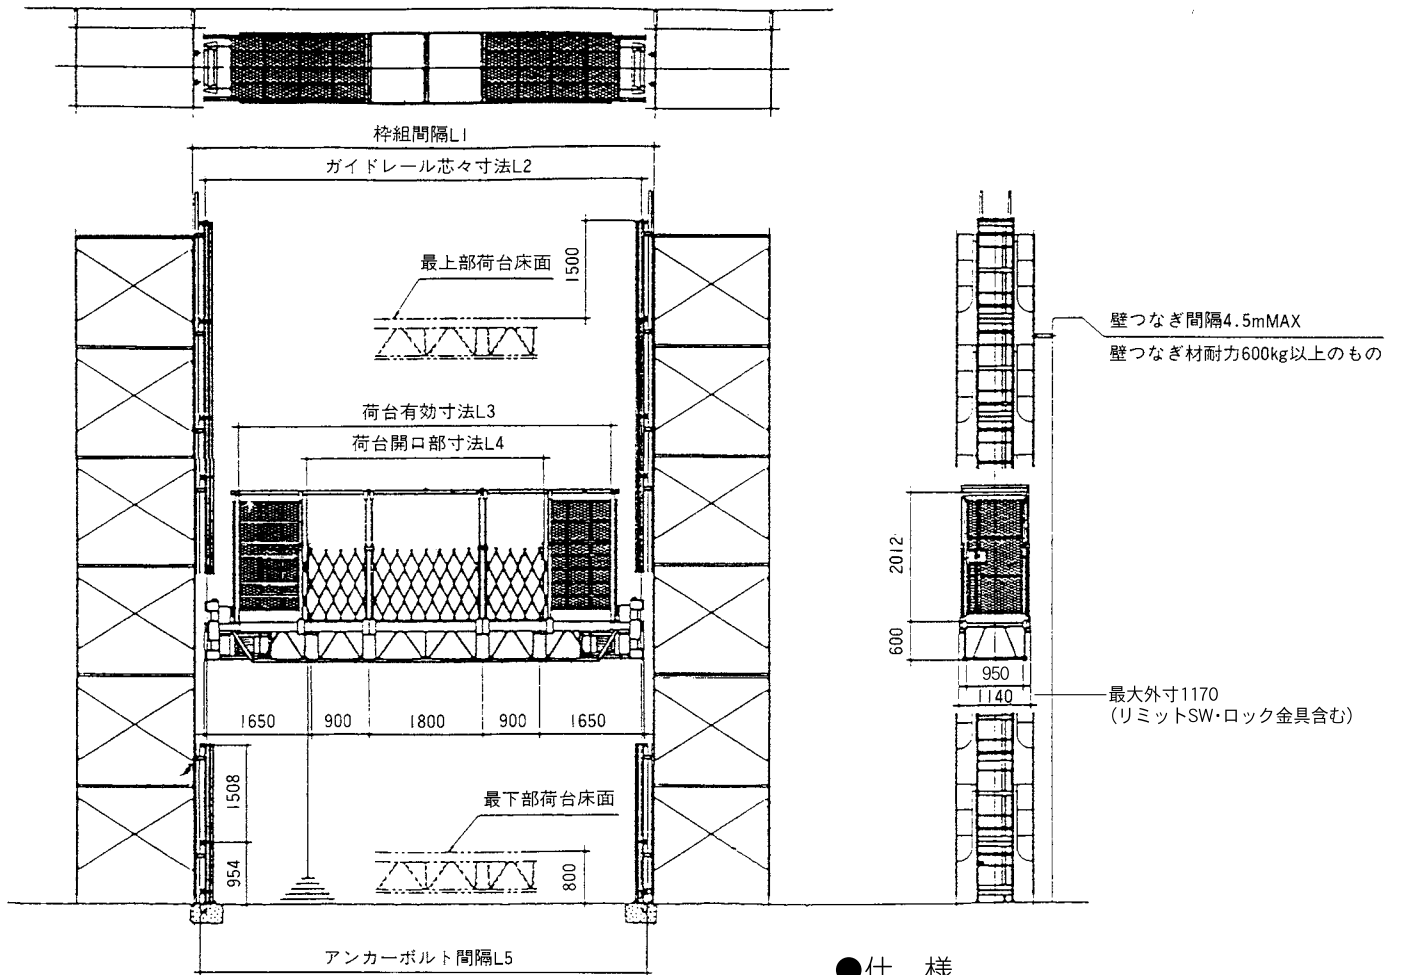 枠組間隔L1
ガイドレール芯々寸法L2
最上部荷台床面
1500
壁つなぎ間隔4.5mMAX
壁つなぎ材耐力600kg以上のもの
荷台有効寸法L3
荷台開口部寸法L4
2012
600
950
1140
最大外寸1170
(リミットSW・ロック金具含む)
1650
900
1800
900
1650
1508
954
最下部荷台床面
800
アンカーボルト間隔L5
●仕 様